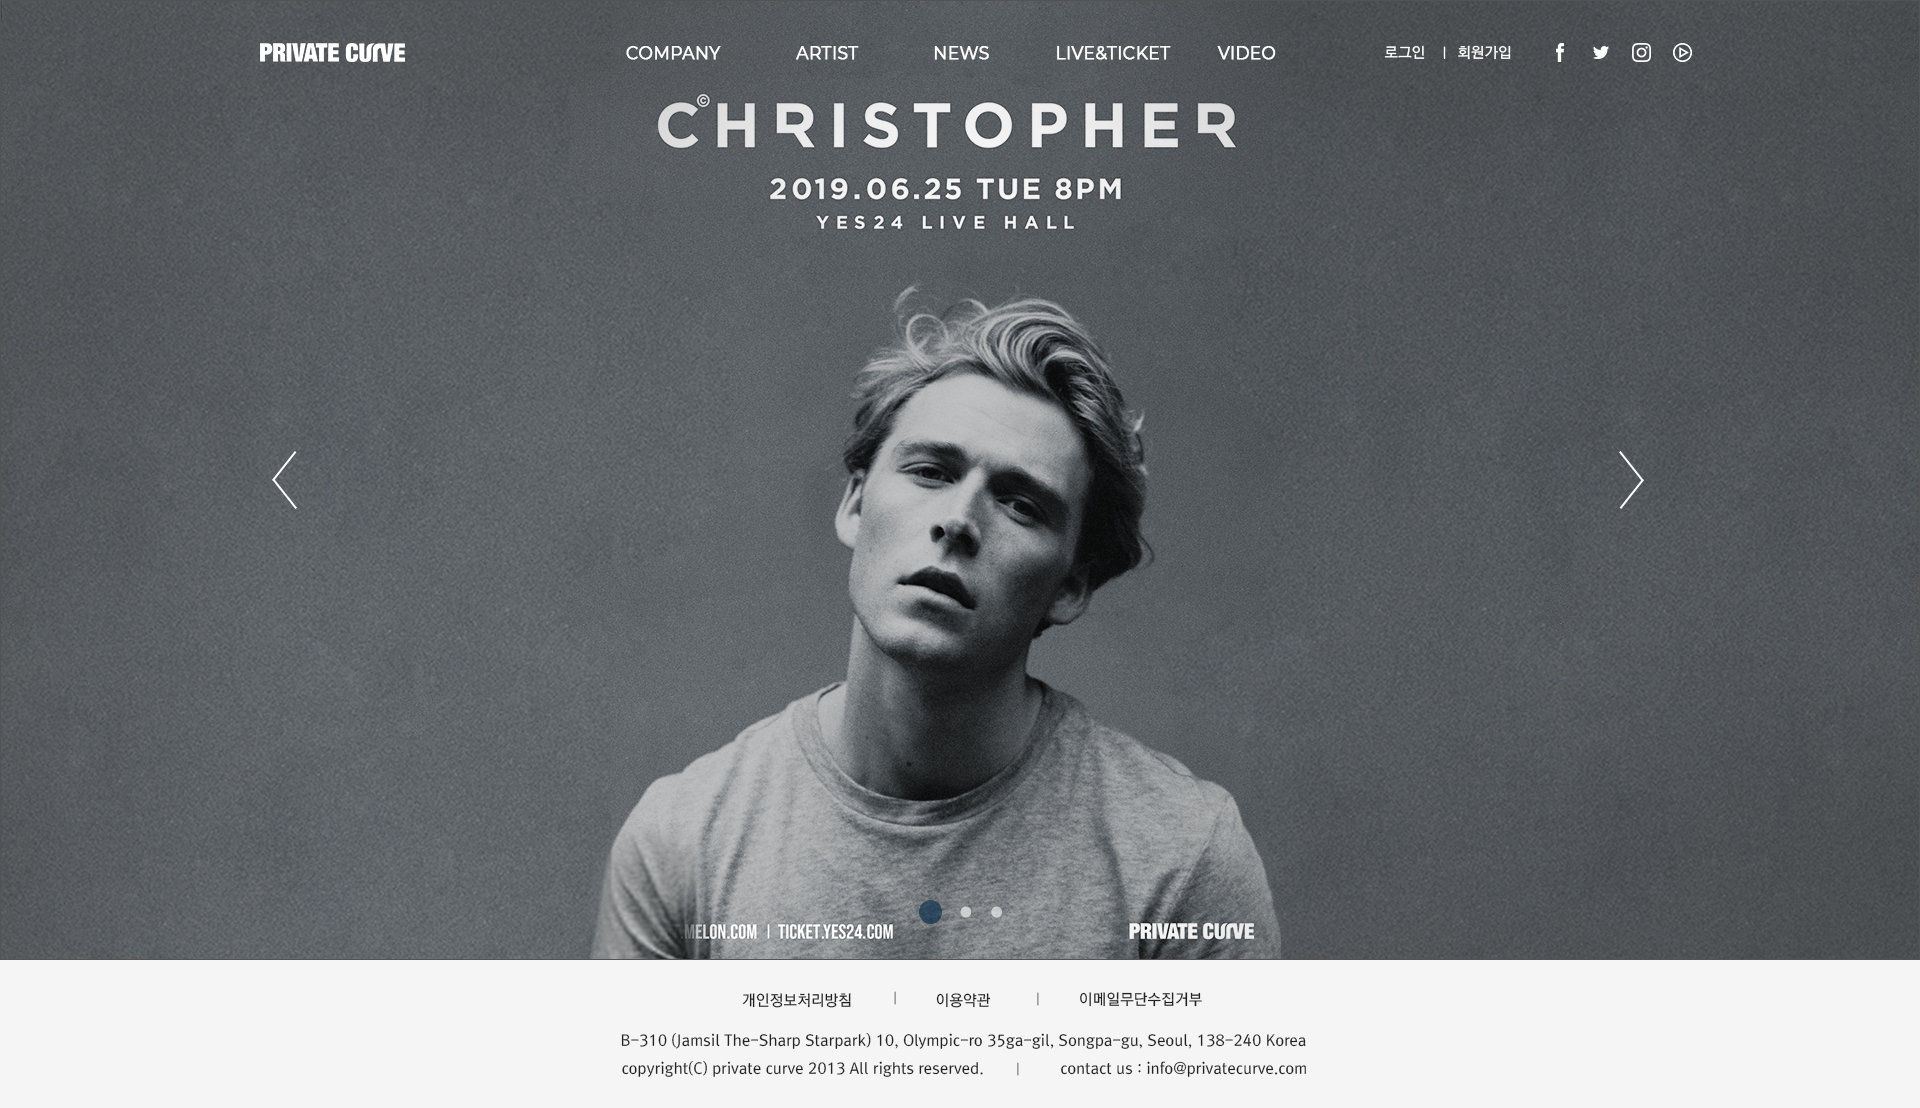 PRIVATE CURVE COMPANY ARTIST NEWS LIVE&TICKET VIDEO 로그인 | 회원가입
C©HRISTOPHER
2019.06.25 TUE 8PM
YES24 LIVE HALL
MELON.COM | TICKET.YES24.COM PRIVATE CURVE
개인정보처리방침 | 이용약관 | 이메일무단수집거부
B-310 (Jamsil The-Sharp Starpark) 10, Olympic-ro 35ga-gil, Songpa-gu, Seoul, 138-240 Korea
copyright(C) private curve 2013 All rights reserved. | contact us : info@privatecurve.com